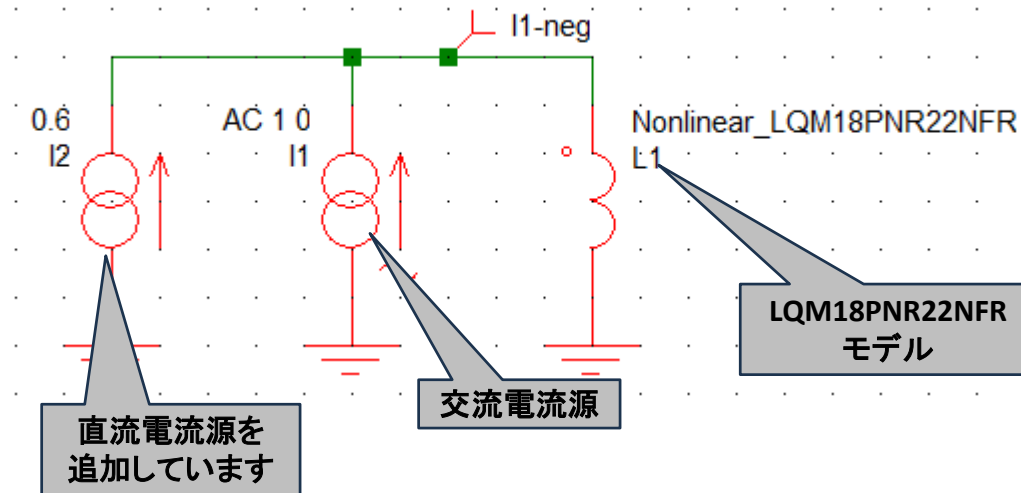 I1-neg
0.6
I2
AC 1 0
I1
Nonlinear_LQM18PNR22NFR
L1
LQM18PNR22NFR
モデル
交流電流源
直流電流源を
追加しています